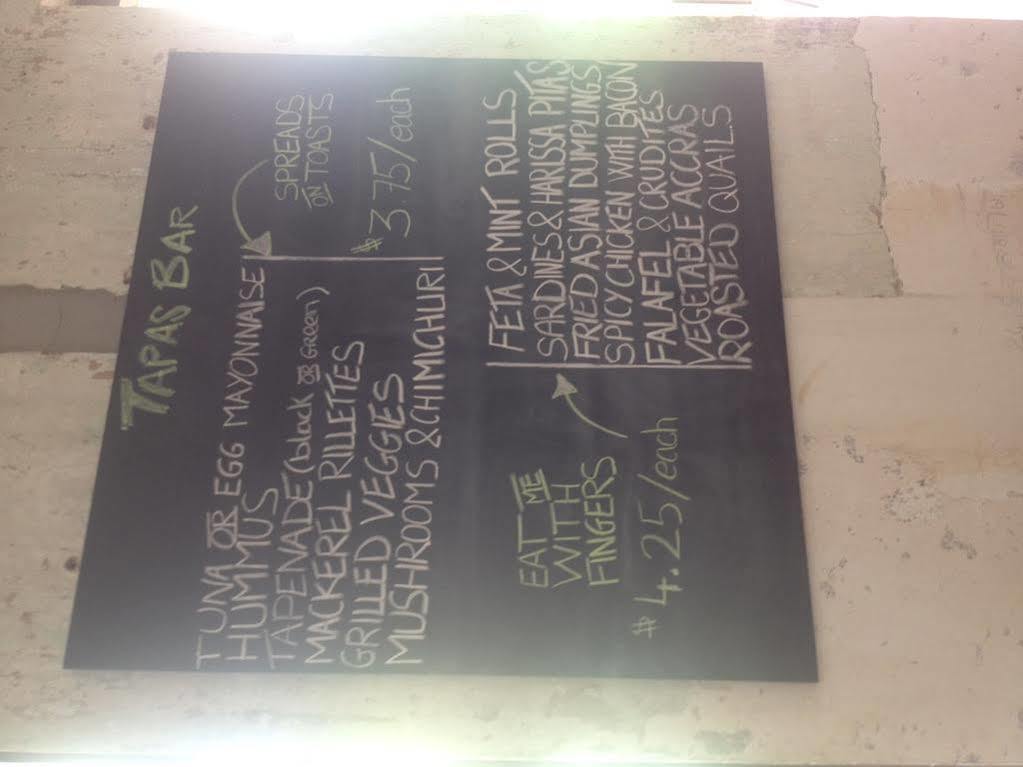 TAPAS BAR
TUNA OR EGG MAYONNAISE
HUMMUS
TAPENADE (black OR Green)
MACKEREL RILLETTES
GRILLED VEGGIES
MUSHROOMS & CHIMICHURI
SPREADS
ON TOASTS
$3.75/each
EAT ME
WITH
FINGERS
$4.25/each
FETA & MINT ROLLS
SARDINES & HARISSA PITAS
FRIED ASIAN DUMPLINGS
SPICY CHICKEN WITH BACON
FALAFEL & CRUDITES
VEGETABLE ACCRAS
ROASTED QUAILS